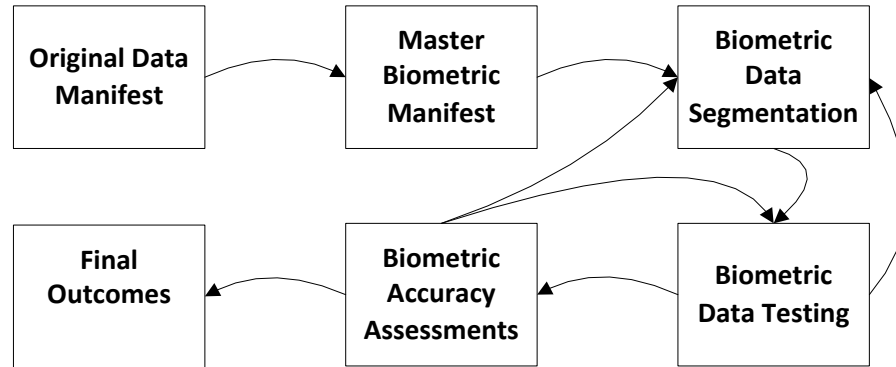 Original Data
Manifest
Master
Biometric
Manifest
Biometric
Data
Segmentation
Final
Outcomes
Biometric
Accuracy
Assessments
Biometric
Data Testing